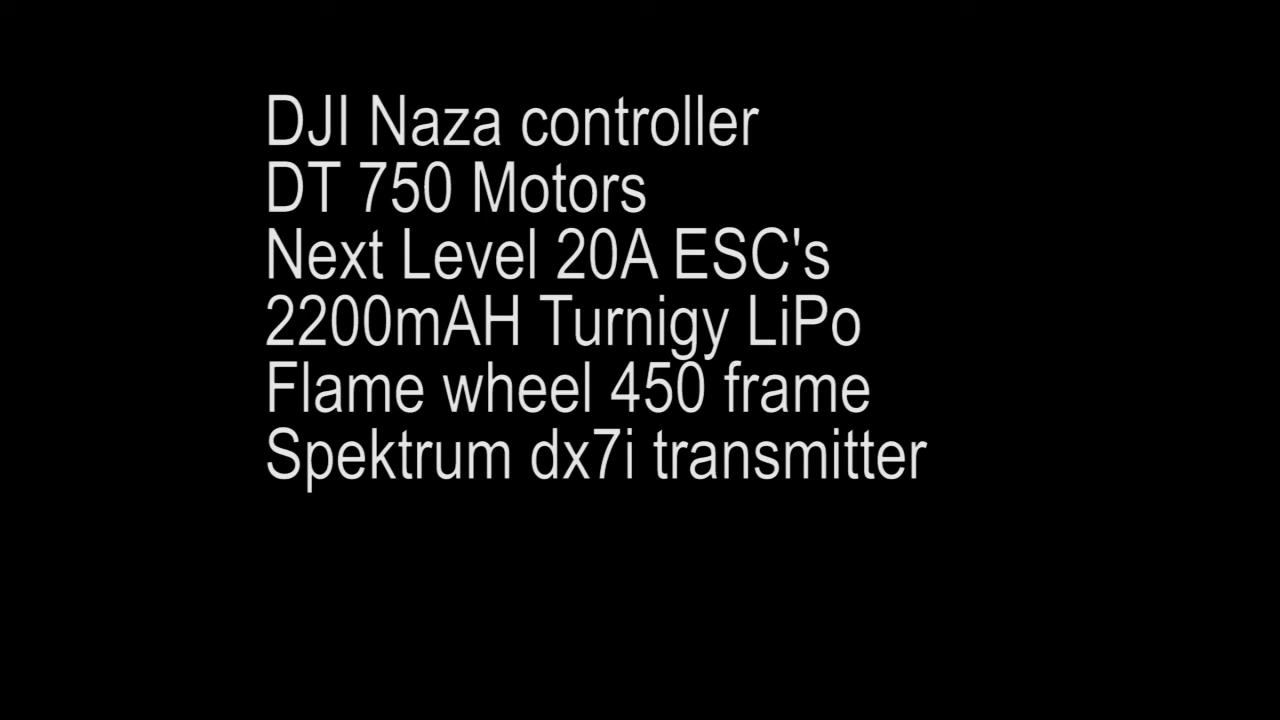 DJI Naza controller
DT 750 Motors
Next Level 20A ESC's
2200mAH Turnigy LiPo
Flame wheel 450 frame
Spektrum dx7i transmitter